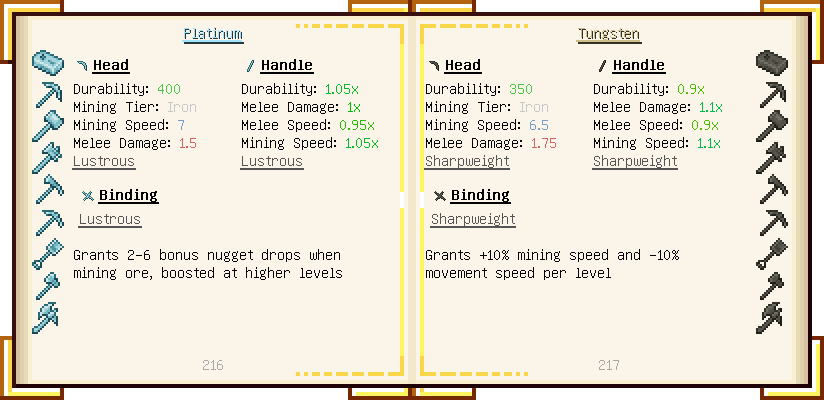 Platinum
Head
Durability: 400
Mining Tier: Iron
Mining Speed: 7
Melee Damage: 1.5
Lustrous
Handle
Durability: 1.05x
Melee Damage: 1x
Melee Speed: 0.95x
Mining Speed: 1.05x
Lustrous
Binding
Lustrous
Grants 2-6 bonus nugget drops when
mining ore, boosted at higher levels
216
Tungsten
Head
Durability: 350
Mining Tier: Iron
Mining Speed: 6.5
Melee Damage: 1.75
Sharpweight
Handle
Durability: 0.9x
Melee Damage: 1.1x
Melee Speed: 0.9x
Mining Speed: 1.1x
Sharpweight
Binding
Sharpweight
Grants +10% mining speed and -10%
movement speed per level
217